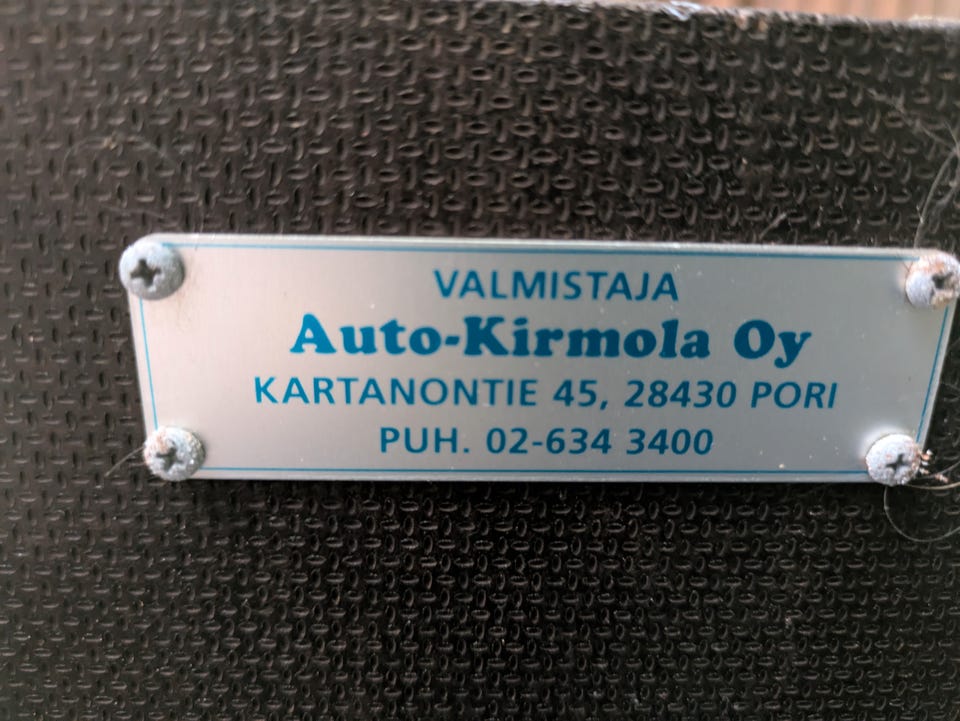 VALMISTAJA
Auto-Kirmola Oy
KARTANONTIE 45, 28430 PORI
PUH. 02-634 3400